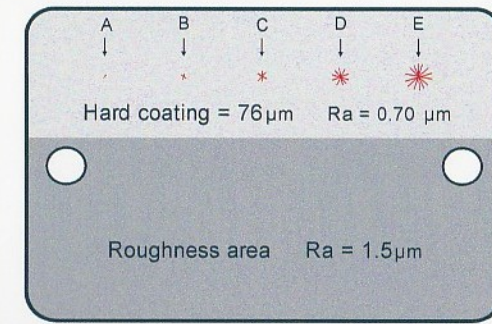 A B C D E
Hard coating = 76µm Ra = 0.70 µm
Roughness area Ra = 1.5µm